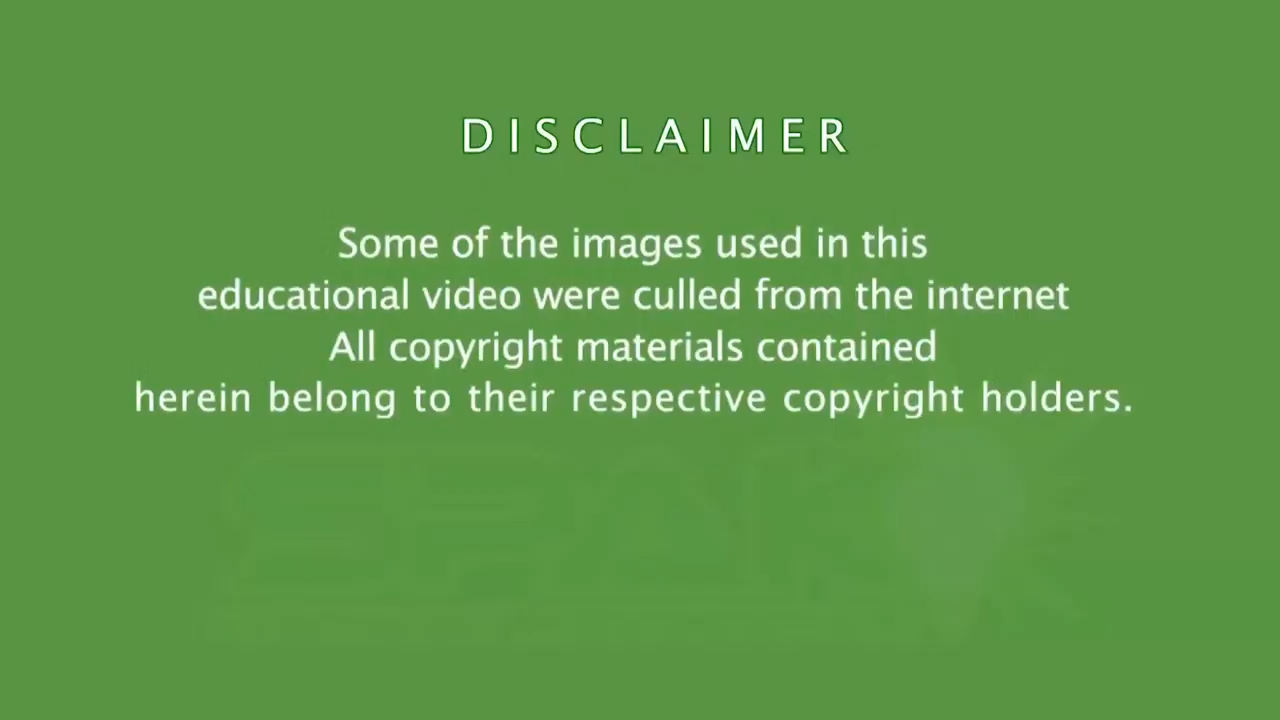 DISCLAIMER
Some of the images used in this
educational video were culled from the internet
All copyright materials contained
herein belong to their respective copyright holders.